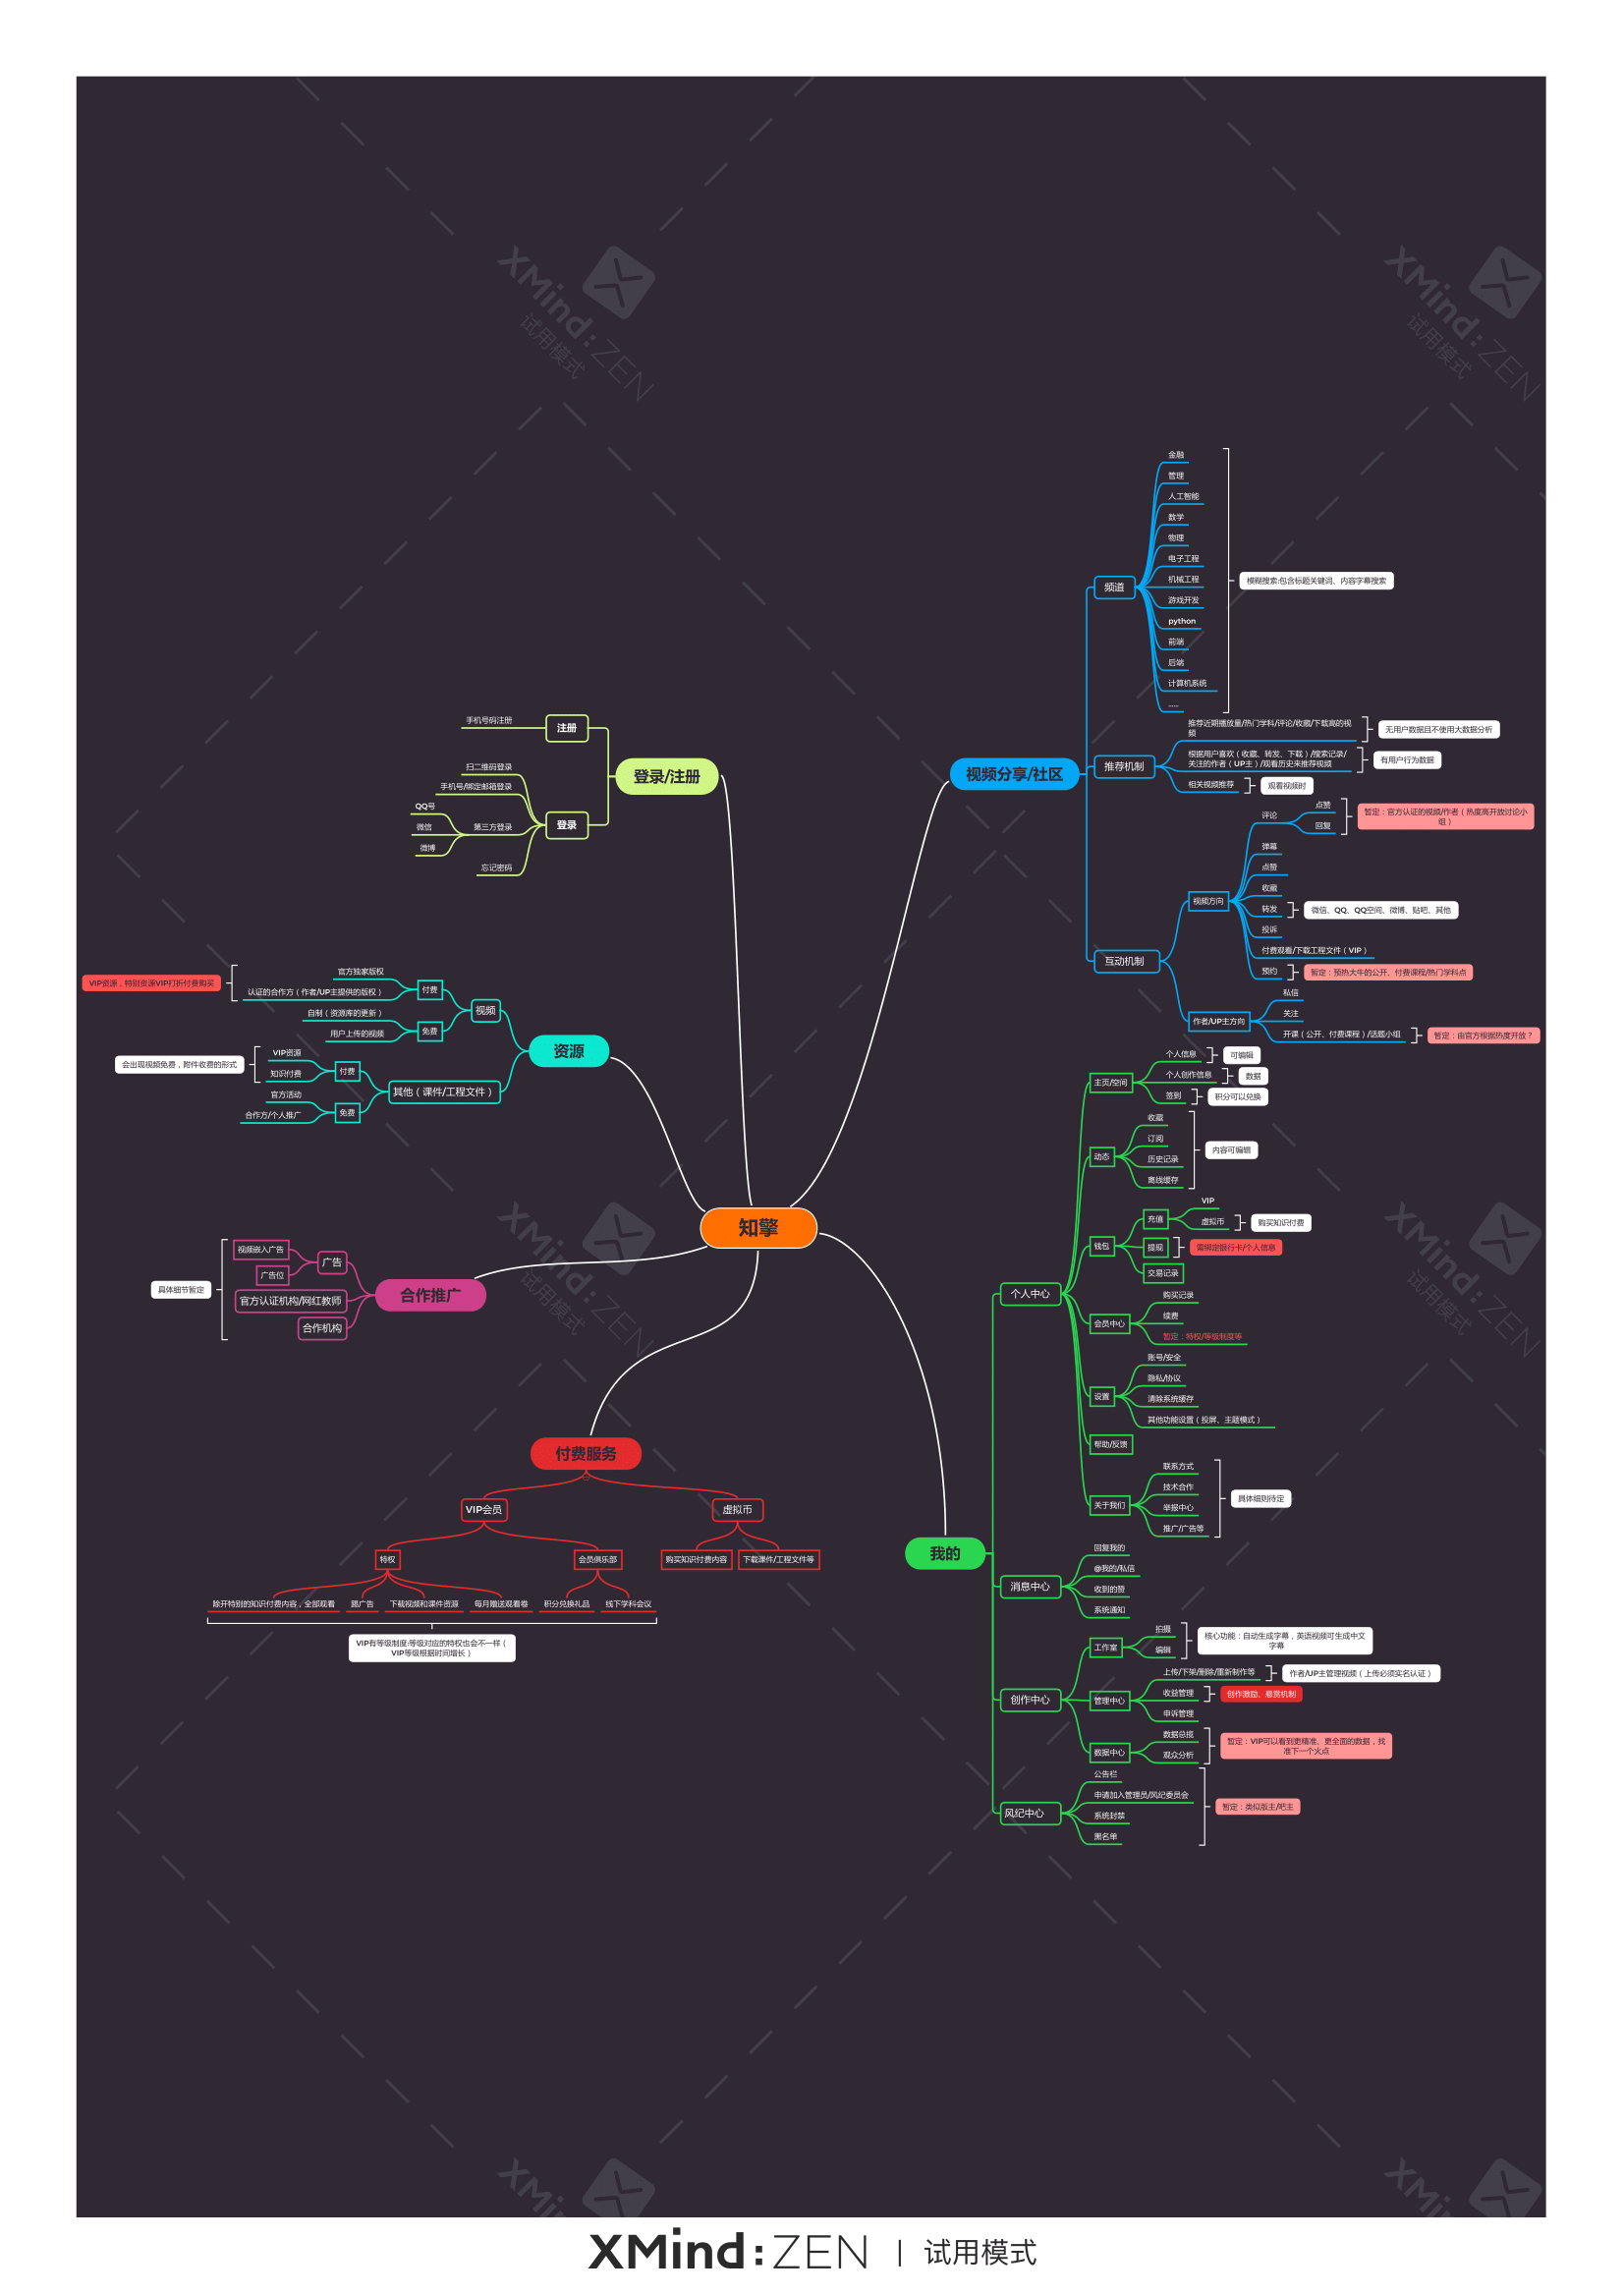 金融
管理
人工智能
数学
物理
电子工程
机械工程
游戏开发
python
前端
后端
计算机系统
.....
频道
模糊搜索:包含标题关键词、内容字幕搜索
推荐近期播放量/热门学科/评论/收藏/下载高的视
频
无用户数据且不使用大数据分析
推荐机制
根据用户喜欢（收藏、转发、下载）/搜索记录/
关注的作者（UP主）/观看历史来推荐视频
有用户行为数据
相关视频推荐
观看视频时
视频分享/社区
评论
点赞
回复
暂定：官方认证的视频/作者（热度高开放讨论小
组）
弹幕
点赞
收藏
视频方向
转发
微信、QQ、QQ空间、微博、贴吧、其他
投诉
付费观看/下载工程文件（VIP）
预约
暂定：预热大牛的公开、付费课程/热门学科点
互动机制
私信
关注
作者/UP主方向
开课（公开、付费课程）/话题小组
暂定：由官方根据热度开放？
手机号码注册
注册
登录/注册
扫二维码登录
手机号/绑定邮箱登录
QQ号
微信
微博
第三方登录
登录
忘记密码
VIP资源，特别资源VIP打折付费购买
官方独家版权
认证的合作方（作者/UP主提供的版权）
付费
视频
自制（资源库的更新）
用户上传的视频
免费
资源
会出现视频免费，附件收费的形式
VIP资源
知识付费
付费
其他（课件/工程文件）
官方活动
合作方/个人推广
免费
知擎
具体细节暂定
视频嵌入广告
广告位
广告
官方认证机构/网红教师
合作机构
合作推广
付费服务
VIP会员
虚拟币
特权
会员俱乐部
购买知识付费内容
下载课件/工程文件等
除开特别的知识付费内容，全部观看
踢广告
下载视频和课件资源
每月赠送观看卷
积分兑换礼品
线下学科会议
VIP有等级制度:等级对应的特权也会不一样（
VIP等级根据时间增长）
个人信息
可编辑
主页/空间
个人创作信息
数据
签到
积分可以兑换
收藏
订阅
动态
历史记录
离线缓存
内容可编辑
VIP
充值
虚拟币
购买知识付费
钱包
提现
需绑定银行卡/个人信息
交易记录
个人中心
购买记录
会员中心
续费
暂定：特权/等级制度等
账号/安全
隐私/协议
设置
清除系统缓存
其他功能设置（投屏、主题模式）
帮助/反馈
联系方式
技术合作
关于我们
举报中心
推广/广告等
具体细则待定
我的
回复我的
@我的/私信
消息中心
收到的赞
系统通知
拍摄
工作室
编辑
核心功能：自动生成字幕，英语视频可生成中文
字幕
上传/下架/删除/重新制作等
作者/UP主管理视频（上传必须实名认证）
创作中心
管理中心
收益管理
创作激励、悬赏机制
申诉管理
数据总揽
数据中心
观众分析
暂定：VIP可以看到更精准、更全面的数据，找
准下一个火点
公告栏
申请加入管理员/风纪委员会
风纪中心
系统封禁
黑名单
暂定：类似版主/吧主
XMind:ZEN
试用模式
XMind:ZEN
试用模式
XMind:ZEN
试用模式
XMind:ZEN
试用模式
XMind:ZEN | 试用模式